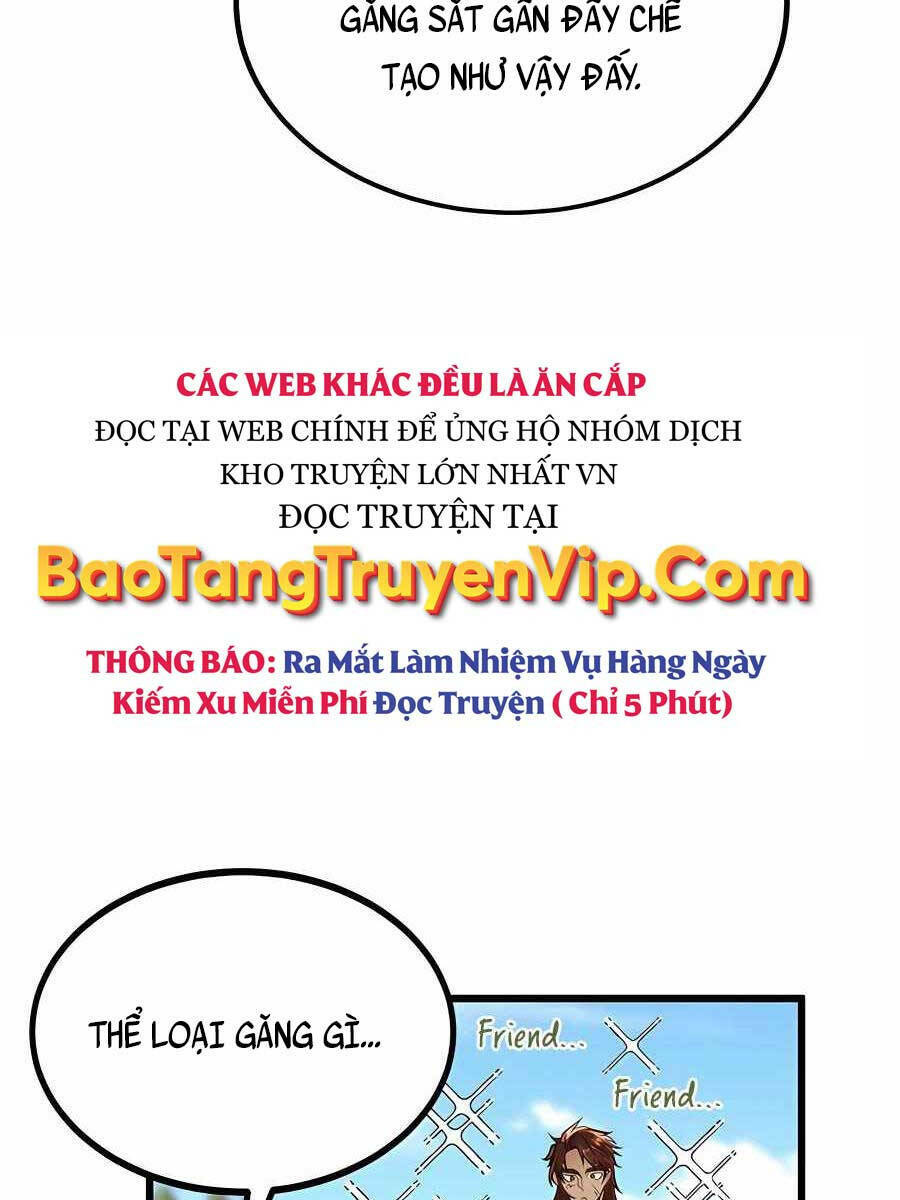 GĂNG SẮT GẦN ĐÂY CHẾ
TẠO NHƯ VẬY ĐẤY.
CÁC WEB KHÁC ĐỀU LÀ ĂN CẮP
ĐỌC TẠI WEB CHÍNH ĐỂ ỦNG HỘ NHÓM DỊCH
KHO TRUYỆN LỚN NHẤT VN
ĐỌC TRUYỆN TẠI
BaoTangTruyenVip.Com
THÔNG BÁO: Ra Mắt Làm Nhiệm Vụ Hàng Ngày
Kiếm Xu Miễn Phí Đọc Truyện ( Chỉ 5 Phút)
THỂ LOẠI GĂNG GÌ...
Friend...
Friend...